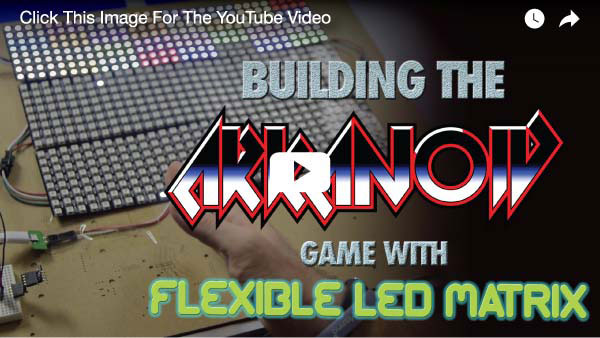 Click This Image For The YouTube Video
BUILDING THE
ARKANOID
GAME WITH
FLEXIBLE LED MATRIX